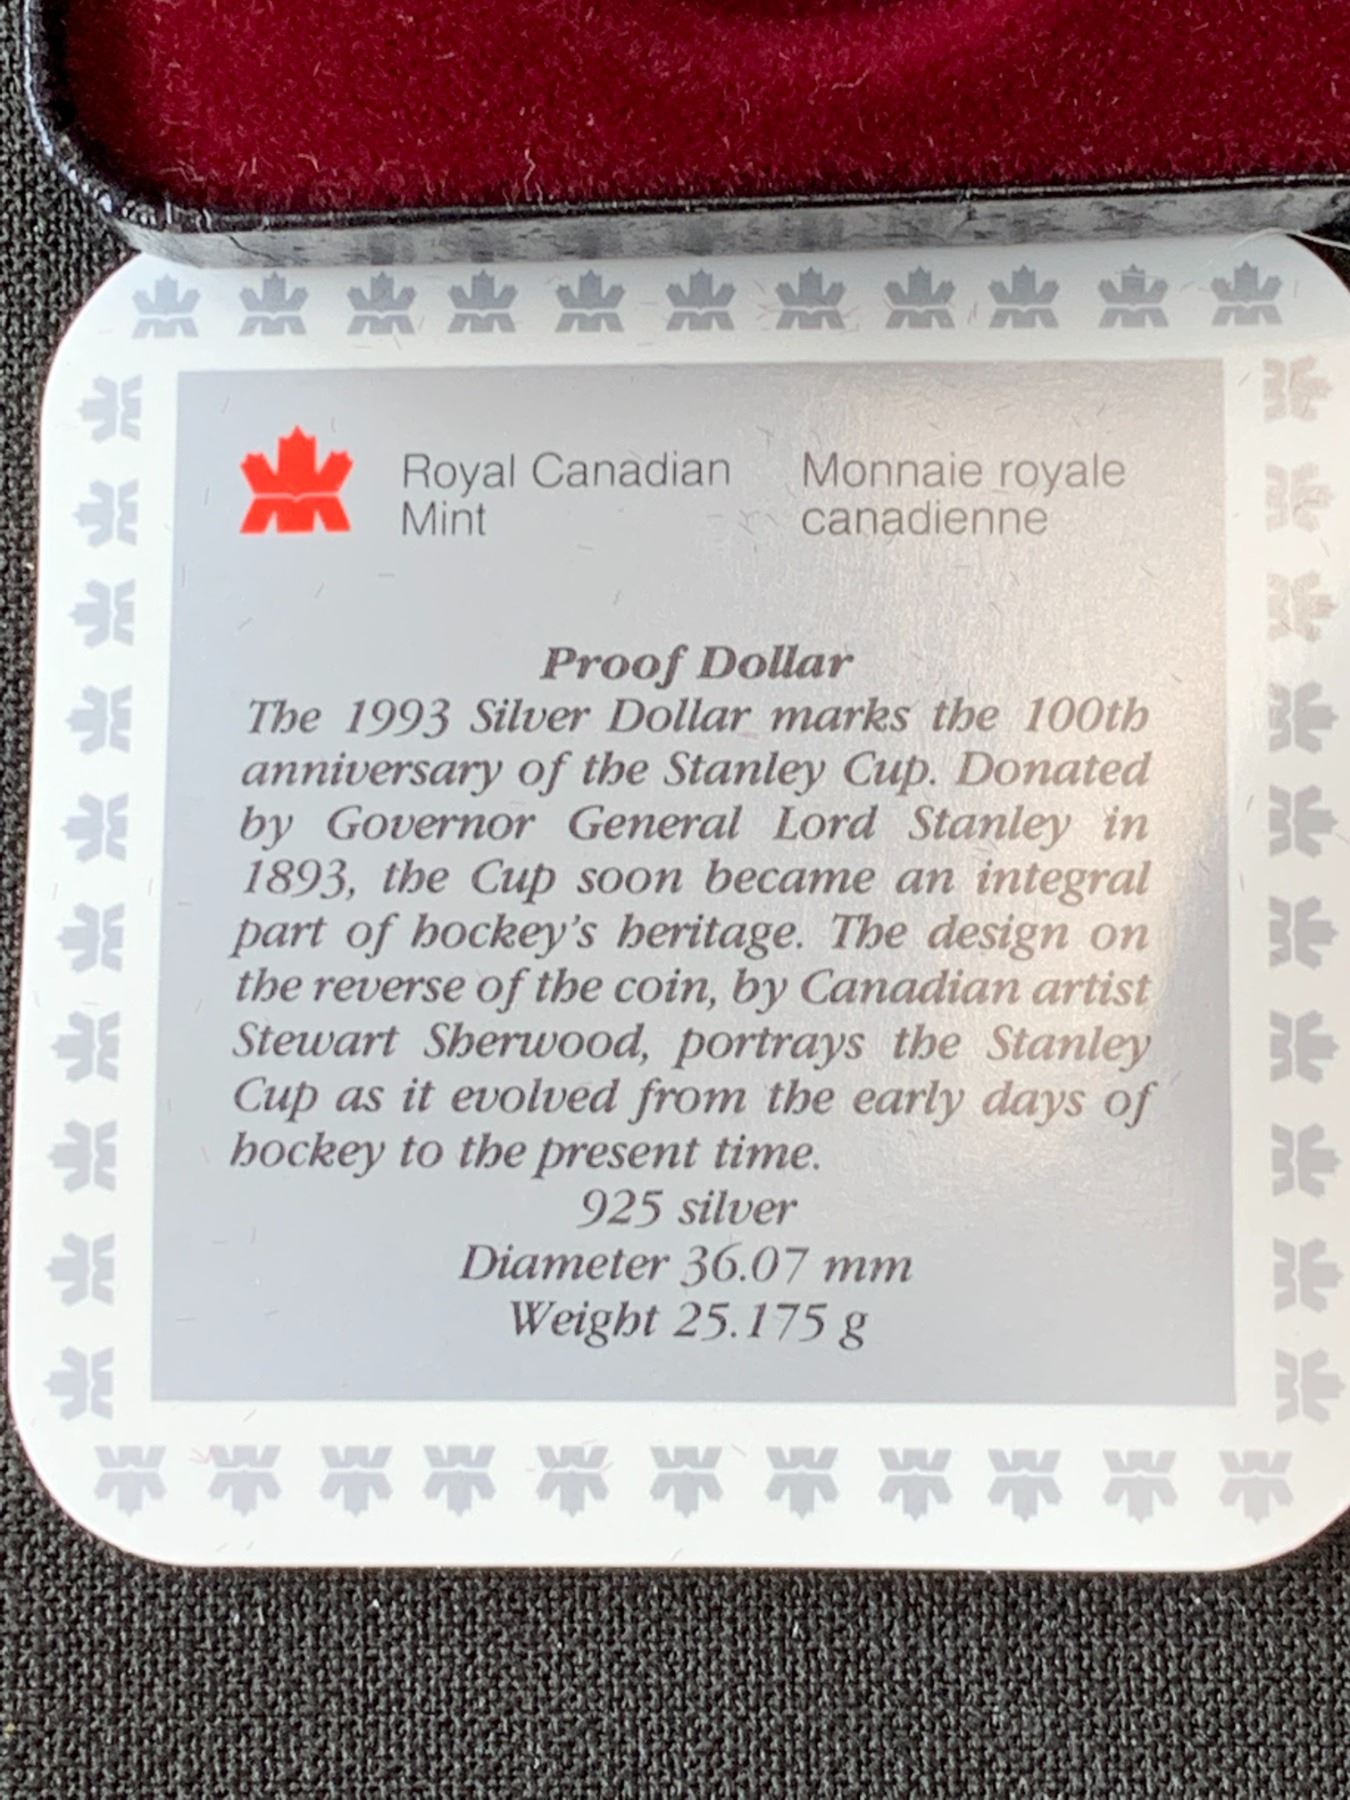 Royal Canadian Mint
Monnaie royale canadienne
Proof Dollar
The 1993 Silver Dollar marks the 100th
anniversary of the Stanley Cup. Donated
by Governor General Lord Stanley in
1893, the Cup soon became an integral
part of hockey's heritage. The design on
the reverse of the coin, by Canadian artist
Stewart Sherwood, portrays the Stanley
Cup as it evolved from the early days of
hockey to the present time.
925 silver
Diameter 36.07 mm
Weight 25.175 g